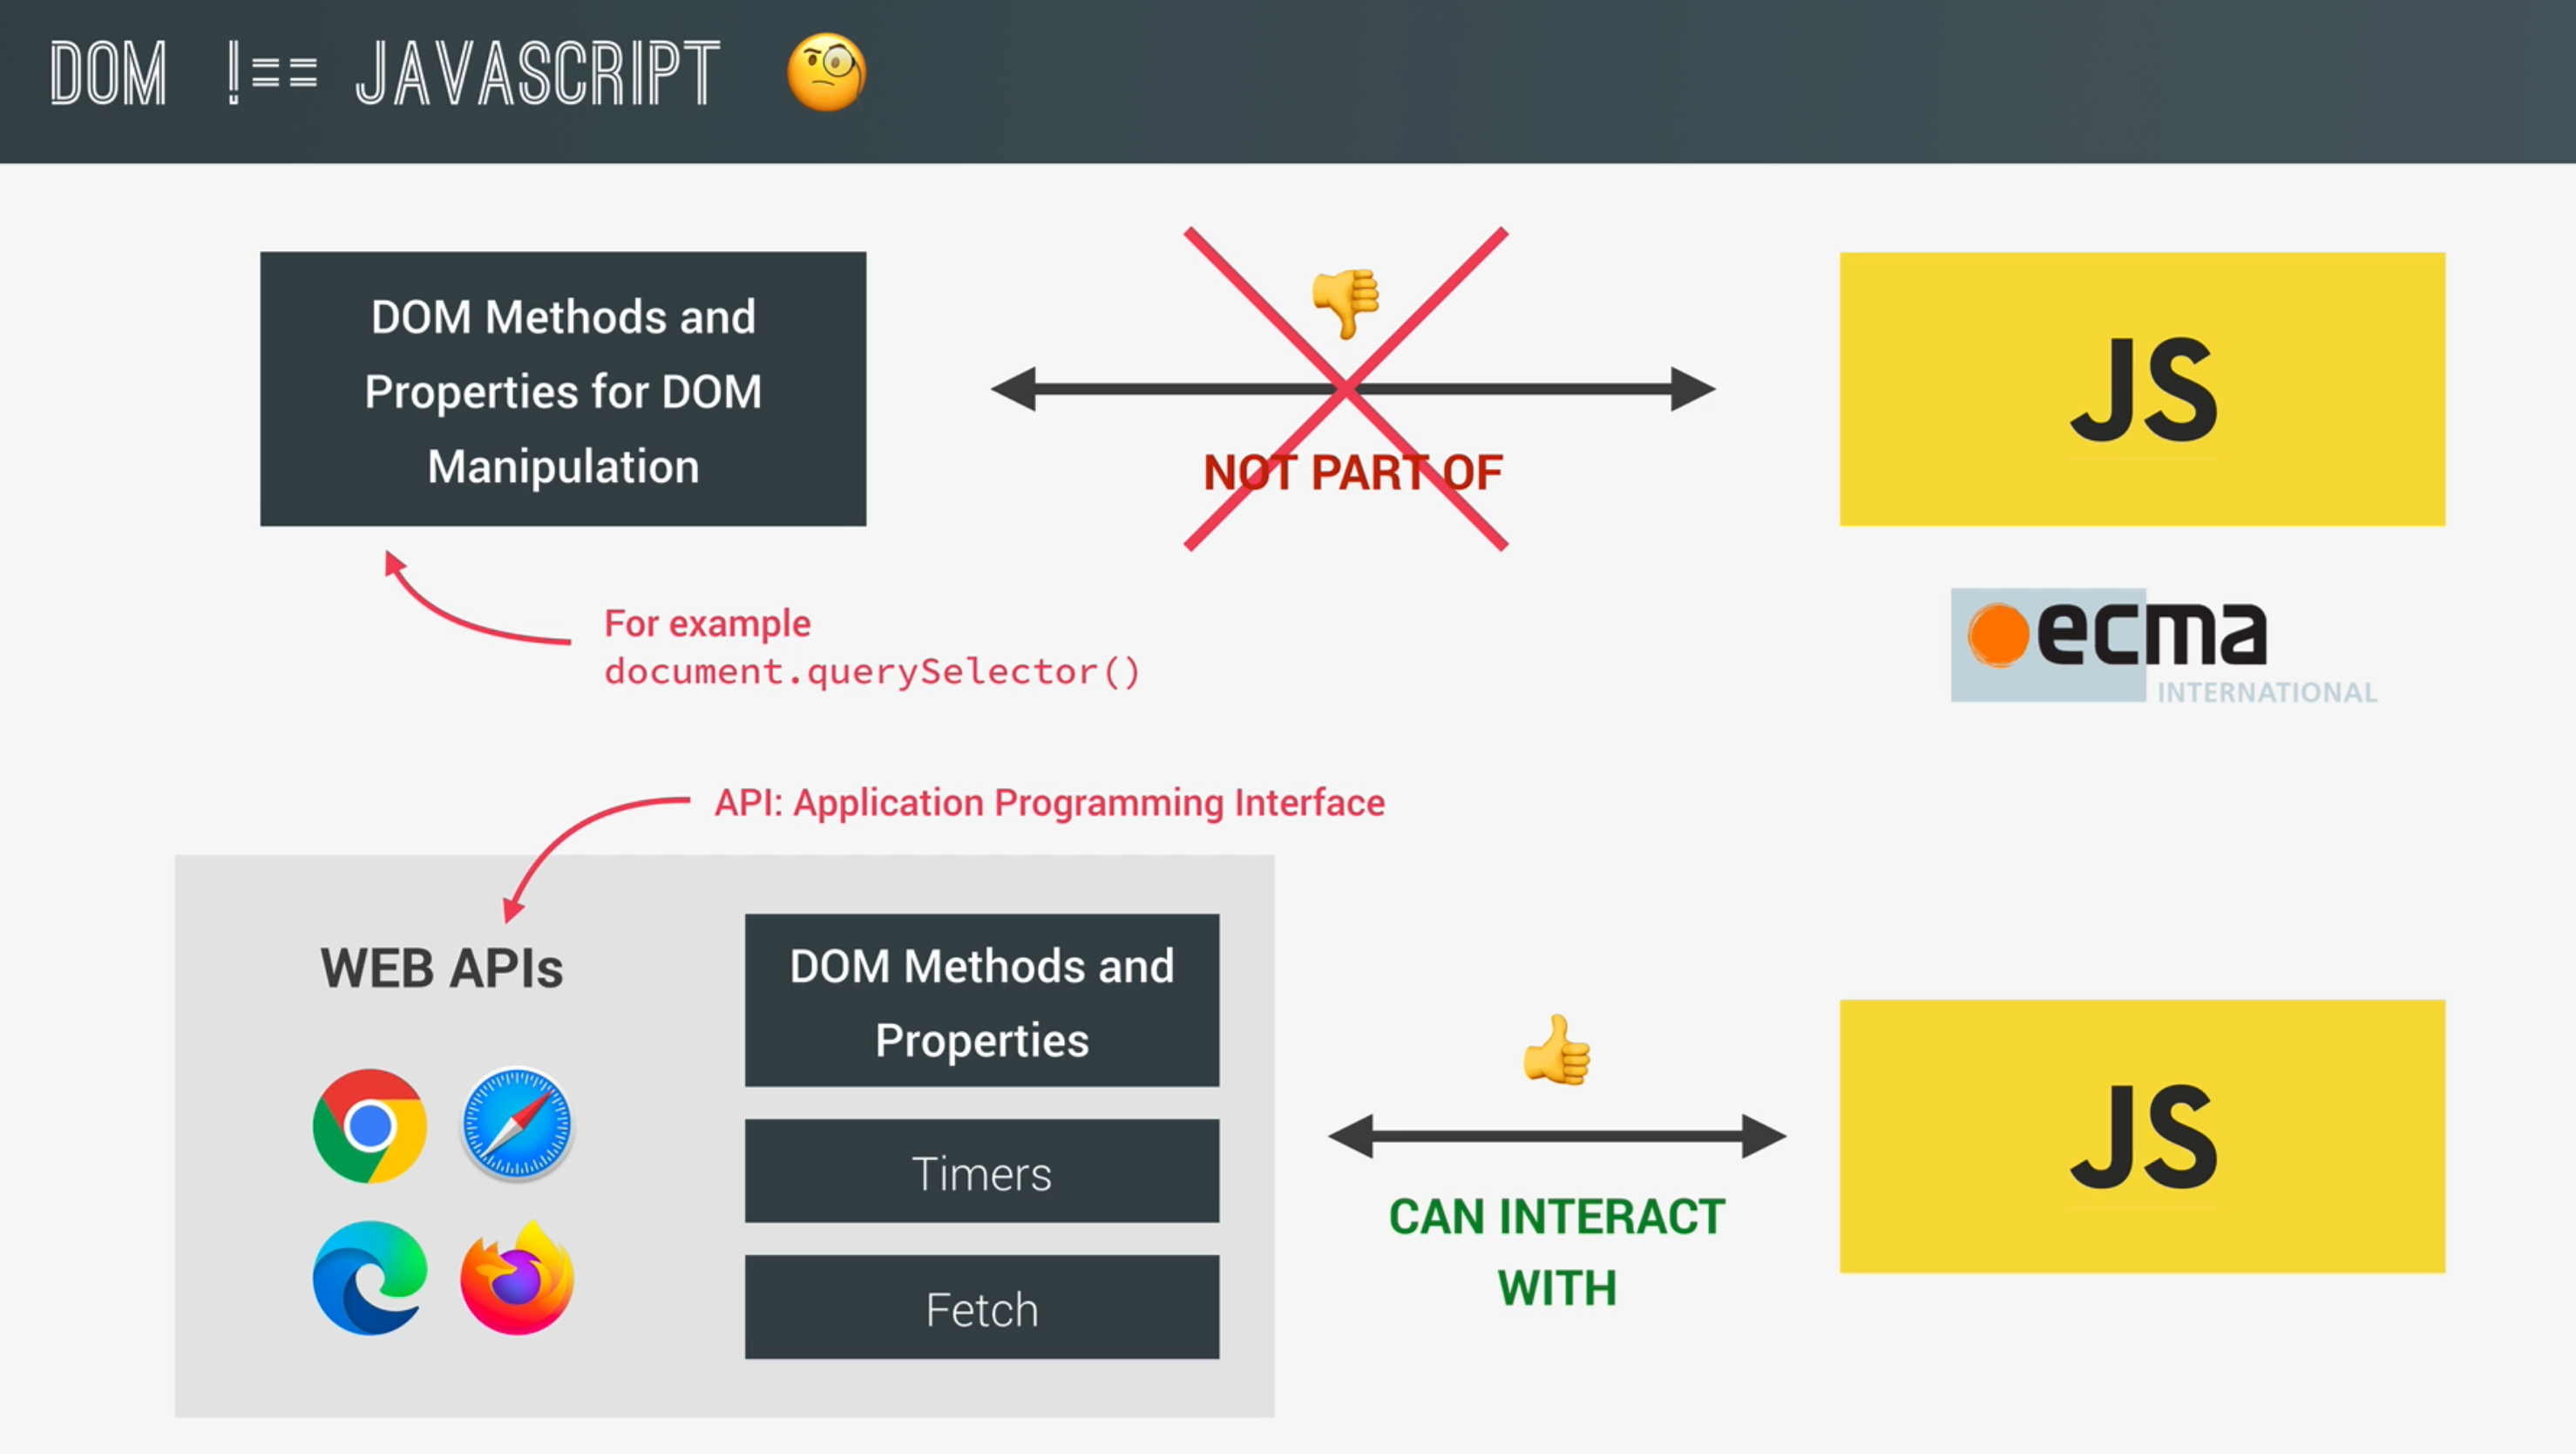 DOM !== JAVASCRIPT
DOM Methods and
Properties for DOM
Manipulation
NOT PART OF
JS
For example
document.querySelector()
ecma
INTERNATIONAL
API: Application Programming Interface
WEB APIs
DOM Methods and
Properties
Timers
Fetch
CAN INTERACT
WITH
JS